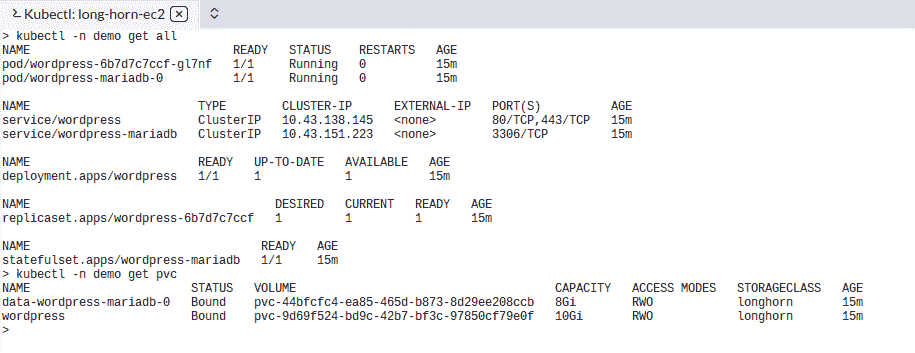 Kubectl: long-horn-ec2
> kubectl -n demo get all
NAME READY STATUS RESTARTS AGE
pod/wordpress-6b7d7c7ccf-gl7nf 1/1 Running 0 15m
pod/wordpress-mariadb-0 1/1 Running 0 15m
NAME TYPE CLUSTER-IP EXTERNAL-IP PORT(S) AGE
service/wordpress ClusterIP 10.43.138.145 <none> 80/TCP,443/TCP 15m
service/wordpress-mariadb ClusterIP 10.43.151.223 <none> 3306/TCP 15m
NAME READY UP-TO-DATE AVAILABLE AGE
deployment.apps/wordpress 1/1 1 1 15m
NAME DESIRED CURRENT READY AGE
replicaset.apps/wordpress-6b7d7c7ccf 1 1 1 15m
NAME READY AGE
statefulset.apps/wordpress-mariadb 1/1 15m
> kubectl -n demo get pvc
NAME STATUS VOLUME CAPACITY ACCESS MODES STORAGECLASS AGE
data-wordpress-mariadb-0 Bound pvc-44bfcfc4-ea85-465d-b873-8d29ee208ccb 8Gi RWO longhorn 15m
wordpress Bound pvc-9d69f524-bd9c-42b7-bf3c-97850cf79e0f 10Gi RWO longhorn 15m
>